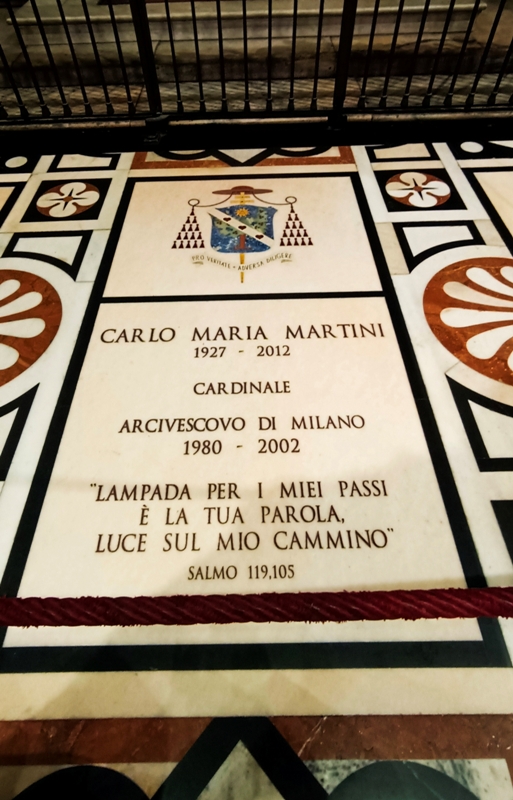 PRO VERITATE • ADVERSA DILIGERE
CARLO MARIA MARTINI
1927 - 2012
CARDINALE
ARCIVESCOVO DI MILANO
1980 - 2002
"LAMPADA PER I MIEI PASSI
È LA TUA PAROLA,
LUCE SUL MIO CAMMINO"
SALMO 119,105